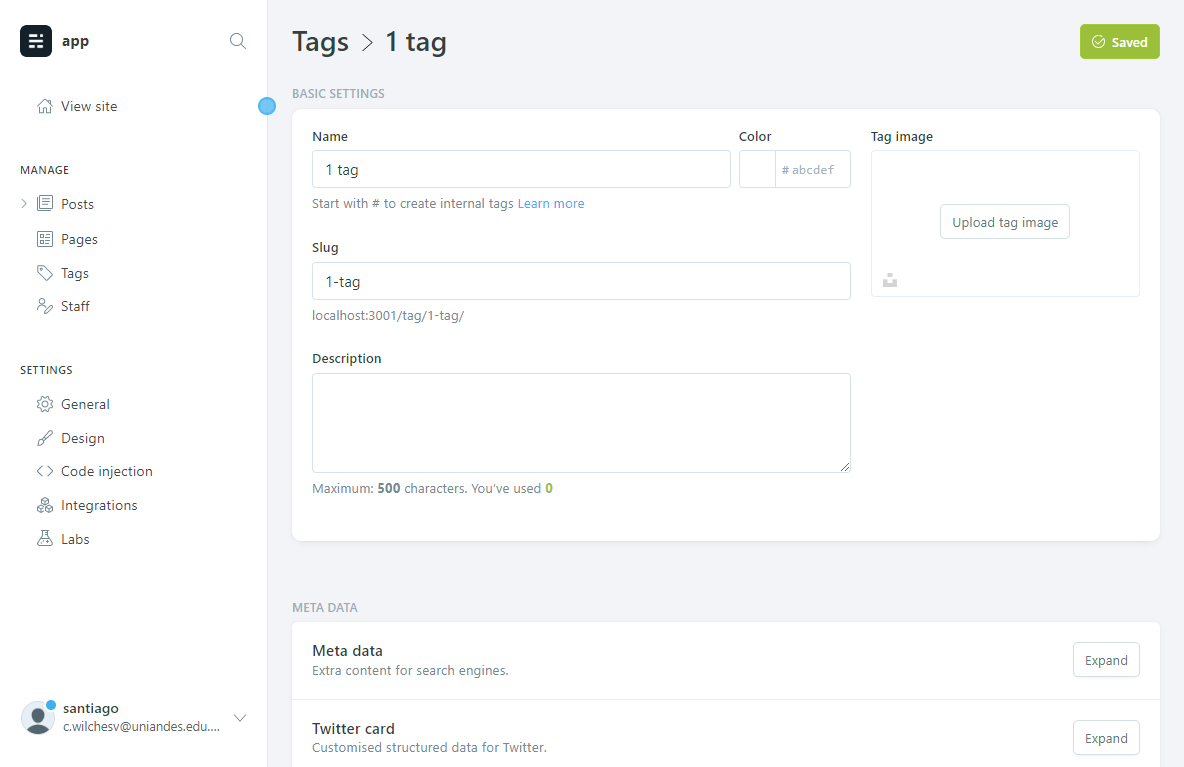 app
View site
MANAGE
Posts
Pages
Tags
Staff
SETTINGS
General
Design
Code injection
Integrations
Labs
santiago
c.wilchesv@uniandes.edu....
Tags > 1 tag
Saved
BASIC SETTINGS
Name
1 tag
Start with # to create internal tags Learn more
Color
# abcdef
Tag image
Upload tag image
Slug
1-tag
localhost:3001/tag/1-tag/
Description
Maximum: 500 characters. You've used 0
META DATA
Meta data
Extra content for search engines.
Expand
Twitter card
Customised structured data for Twitter.
Expand